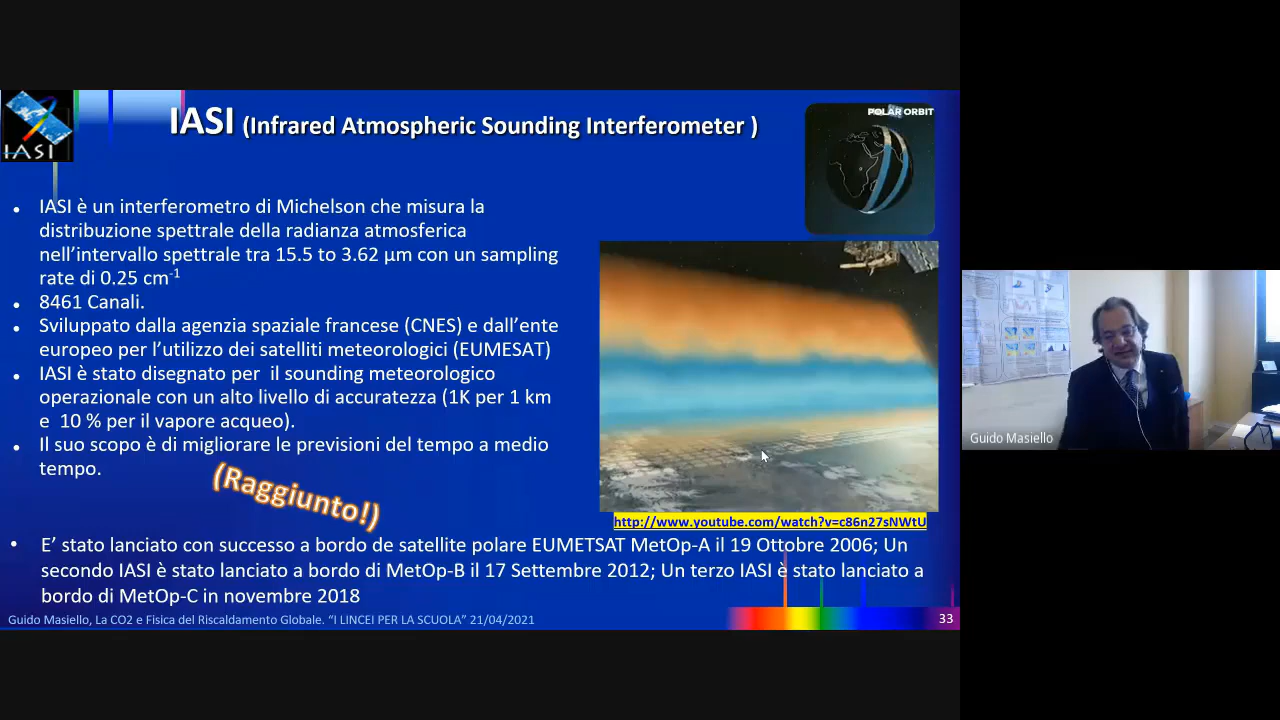 IASI (Infrared Atmospheric Sounding Interferometer )
IASI
POLAR ORBIT
IASI è un interferometro di Michelson che misura la
distribuzione spettrale della radianza atmosferica
nell’intervallo spettrale tra 15.5 to 3.62 µm con un sampling
rate di 0.25 cm-1
8461 Canali.
Sviluppato dalla agenzia spaziale francese (CNES) e dall’ente
europeo per l’utilizzo dei satelliti meteorologici (EUMESAT)
IASI è stato disegnato per il sounding meteorologico
operazionale con un alto livello di accuratezza (1K per 1 km
e 10 % per il vapore acqueo).
Il suo scopo è di migliorare le previsioni del tempo a medio
tempo.
(Raggiunto!)
http://www.youtube.com/watch?v=c86n27sNWtU
E’ stato lanciato con successo a bordo de satellite polare EUMETSAT MetOp-A il 19 Ottobre 2006; Un
secondo IASI è stato lanciato a bordo di MetOp-B il 17 Settembre 2012; Un terzo IASI è stato lanciato a
bordo di MetOp-C in novembre 2018
Guido Masiello, La CO2 e Fisica del Riscaldamento Globale. “I LINCEI PER LA SCUOLA” 21/04/2021
33
Guido Masiello